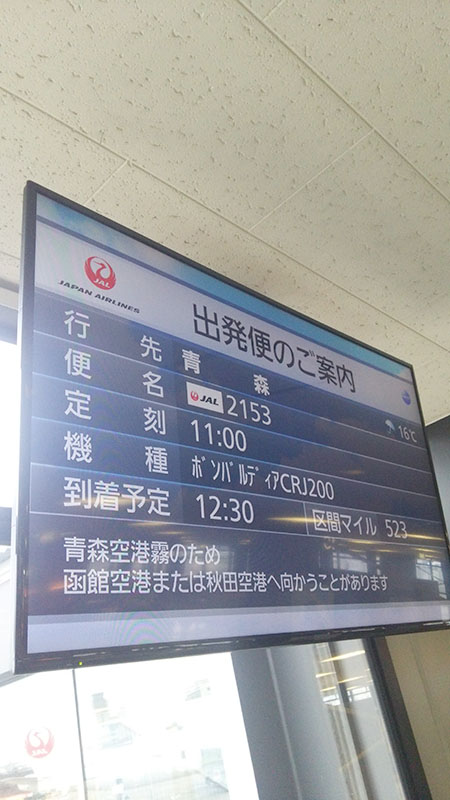 JAL
JAPAN AIRLINES
出発便のご案内
行 先 青 森
便 名 JAL 2153 16℃
定 刻 11:00
機 種 ボンバルディアCRJ200
到着予定 12:30 区間マイル 523
青森空港霧のため
函館空港または秋田空港へ向かうことがあります
JAL